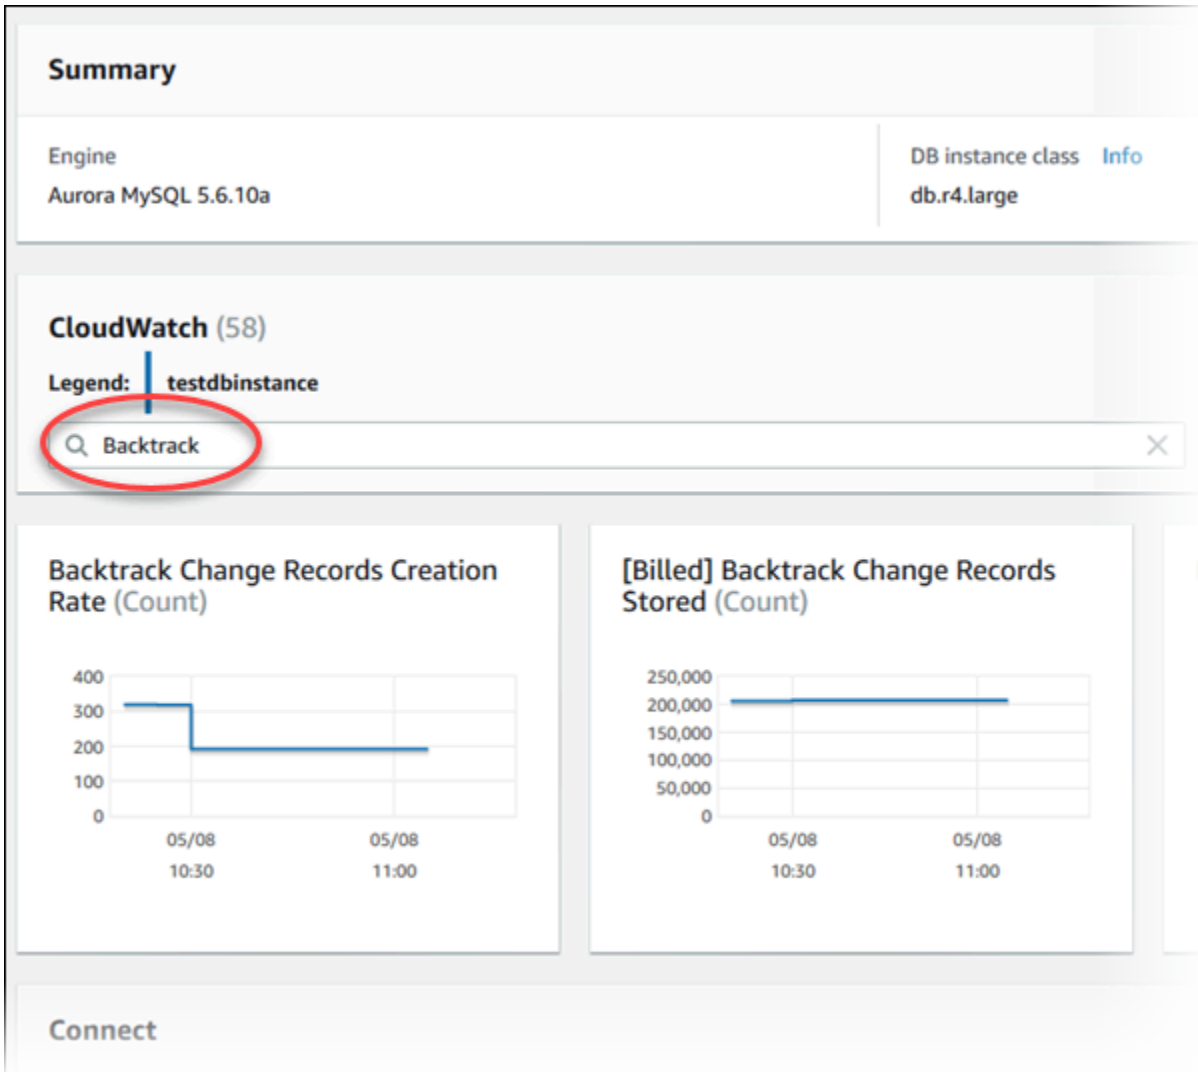 Summary
Engine
Aurora MySQL 5.6.10a
DB instance class Info
db.r4.large
CloudWatch (58)
Legend: testdbinstance
Backtrack
Backtrack Change Records Creation
Rate (Count)
400
300
200
100
0
05/08
10:30
05/08
11:00
[Billed] Backtrack Change Records
Stored (Count)
250,000
200,000
150,000
100,000
50,000
0
05/08
10:30
05/08
11:00
Connect